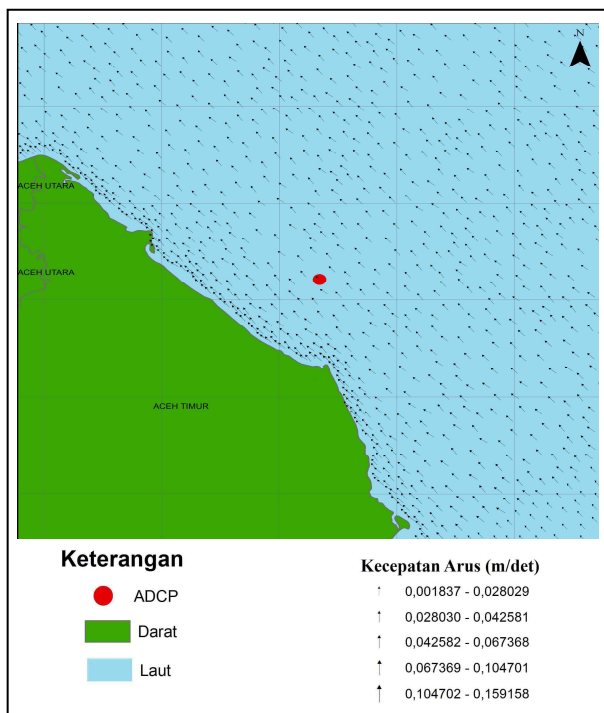 N
ACEH UTARA
ACEH UTARA
ACEH TIMUR
Keterangan
ADCP
Darat
Laut
Kecepatan Arus (m/det)
0,001837 - 0,028029
0,028030 - 0,042581
0,042582 - 0,067368
0,067369 - 0,104701
0,104702 - 0,159158